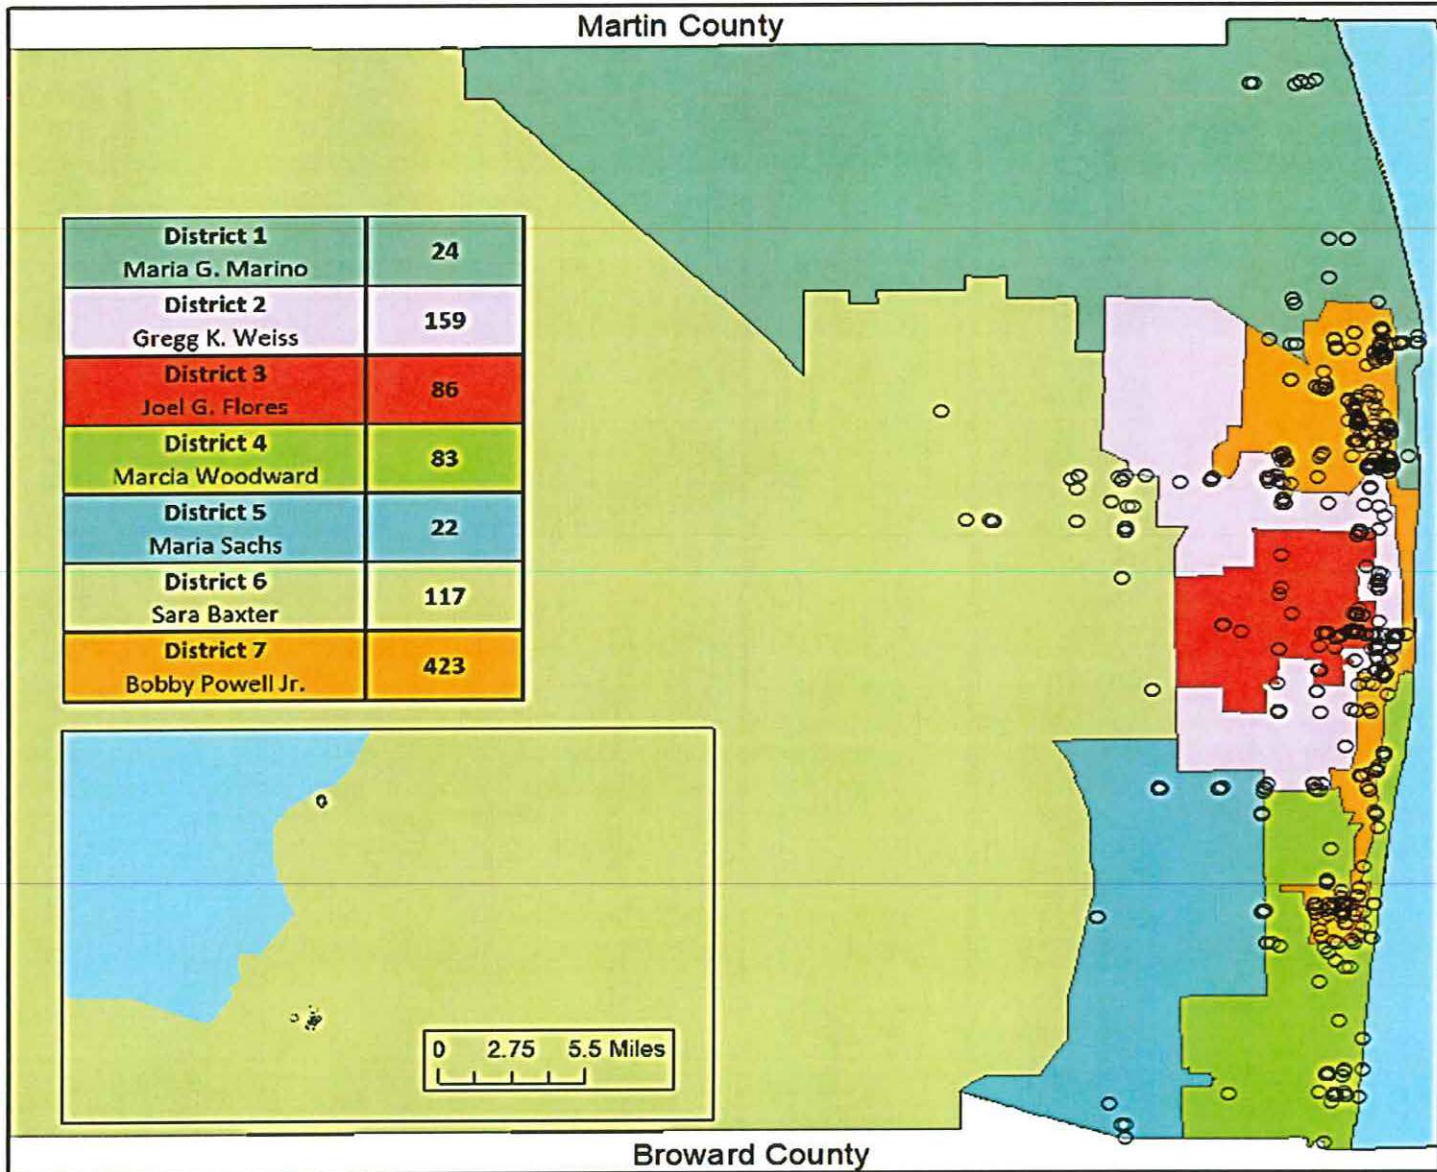 Martin County
District 1
Maria G. Marino
24
District 2
Gregg K. Weiss
159
District 3
Joel G. Flores
86
District 4
Marcia Woodward
83
District 5
Maria Sachs
22
District 6
Sara Baxter
117
District 7
Bobby Powell Jr.
423
0 2.75 5.5 Miles
Broward County